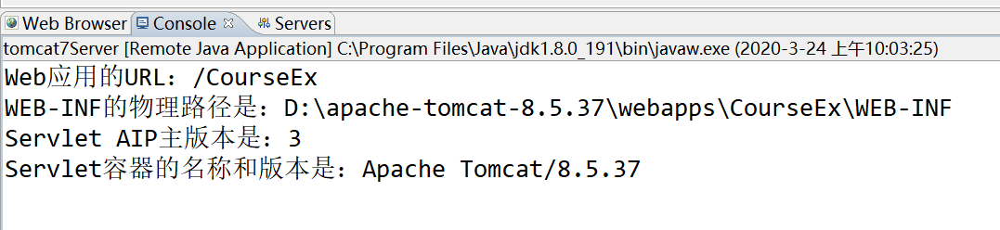 Web Browser Console Servers
tomcat7Server [Remote Java Application] C:\Program Files\Java\jdk1.8.0_191\bin\javaw.exe (2020-3-24 上午10:03:25)
Web应用的URL：/CourseEx
WEB-INF的物理路径是：D:\apache-tomcat-8.5.37\webapps\CourseEx\WEB-INF
Servlet AIP主版本是：3
Servlet容器的名称和版本是：Apache Tomcat/8.5.37